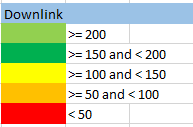 Downlink
>= 200
>= 150 and < 200
>= 100 and < 150
>= 50 and < 100
< 50